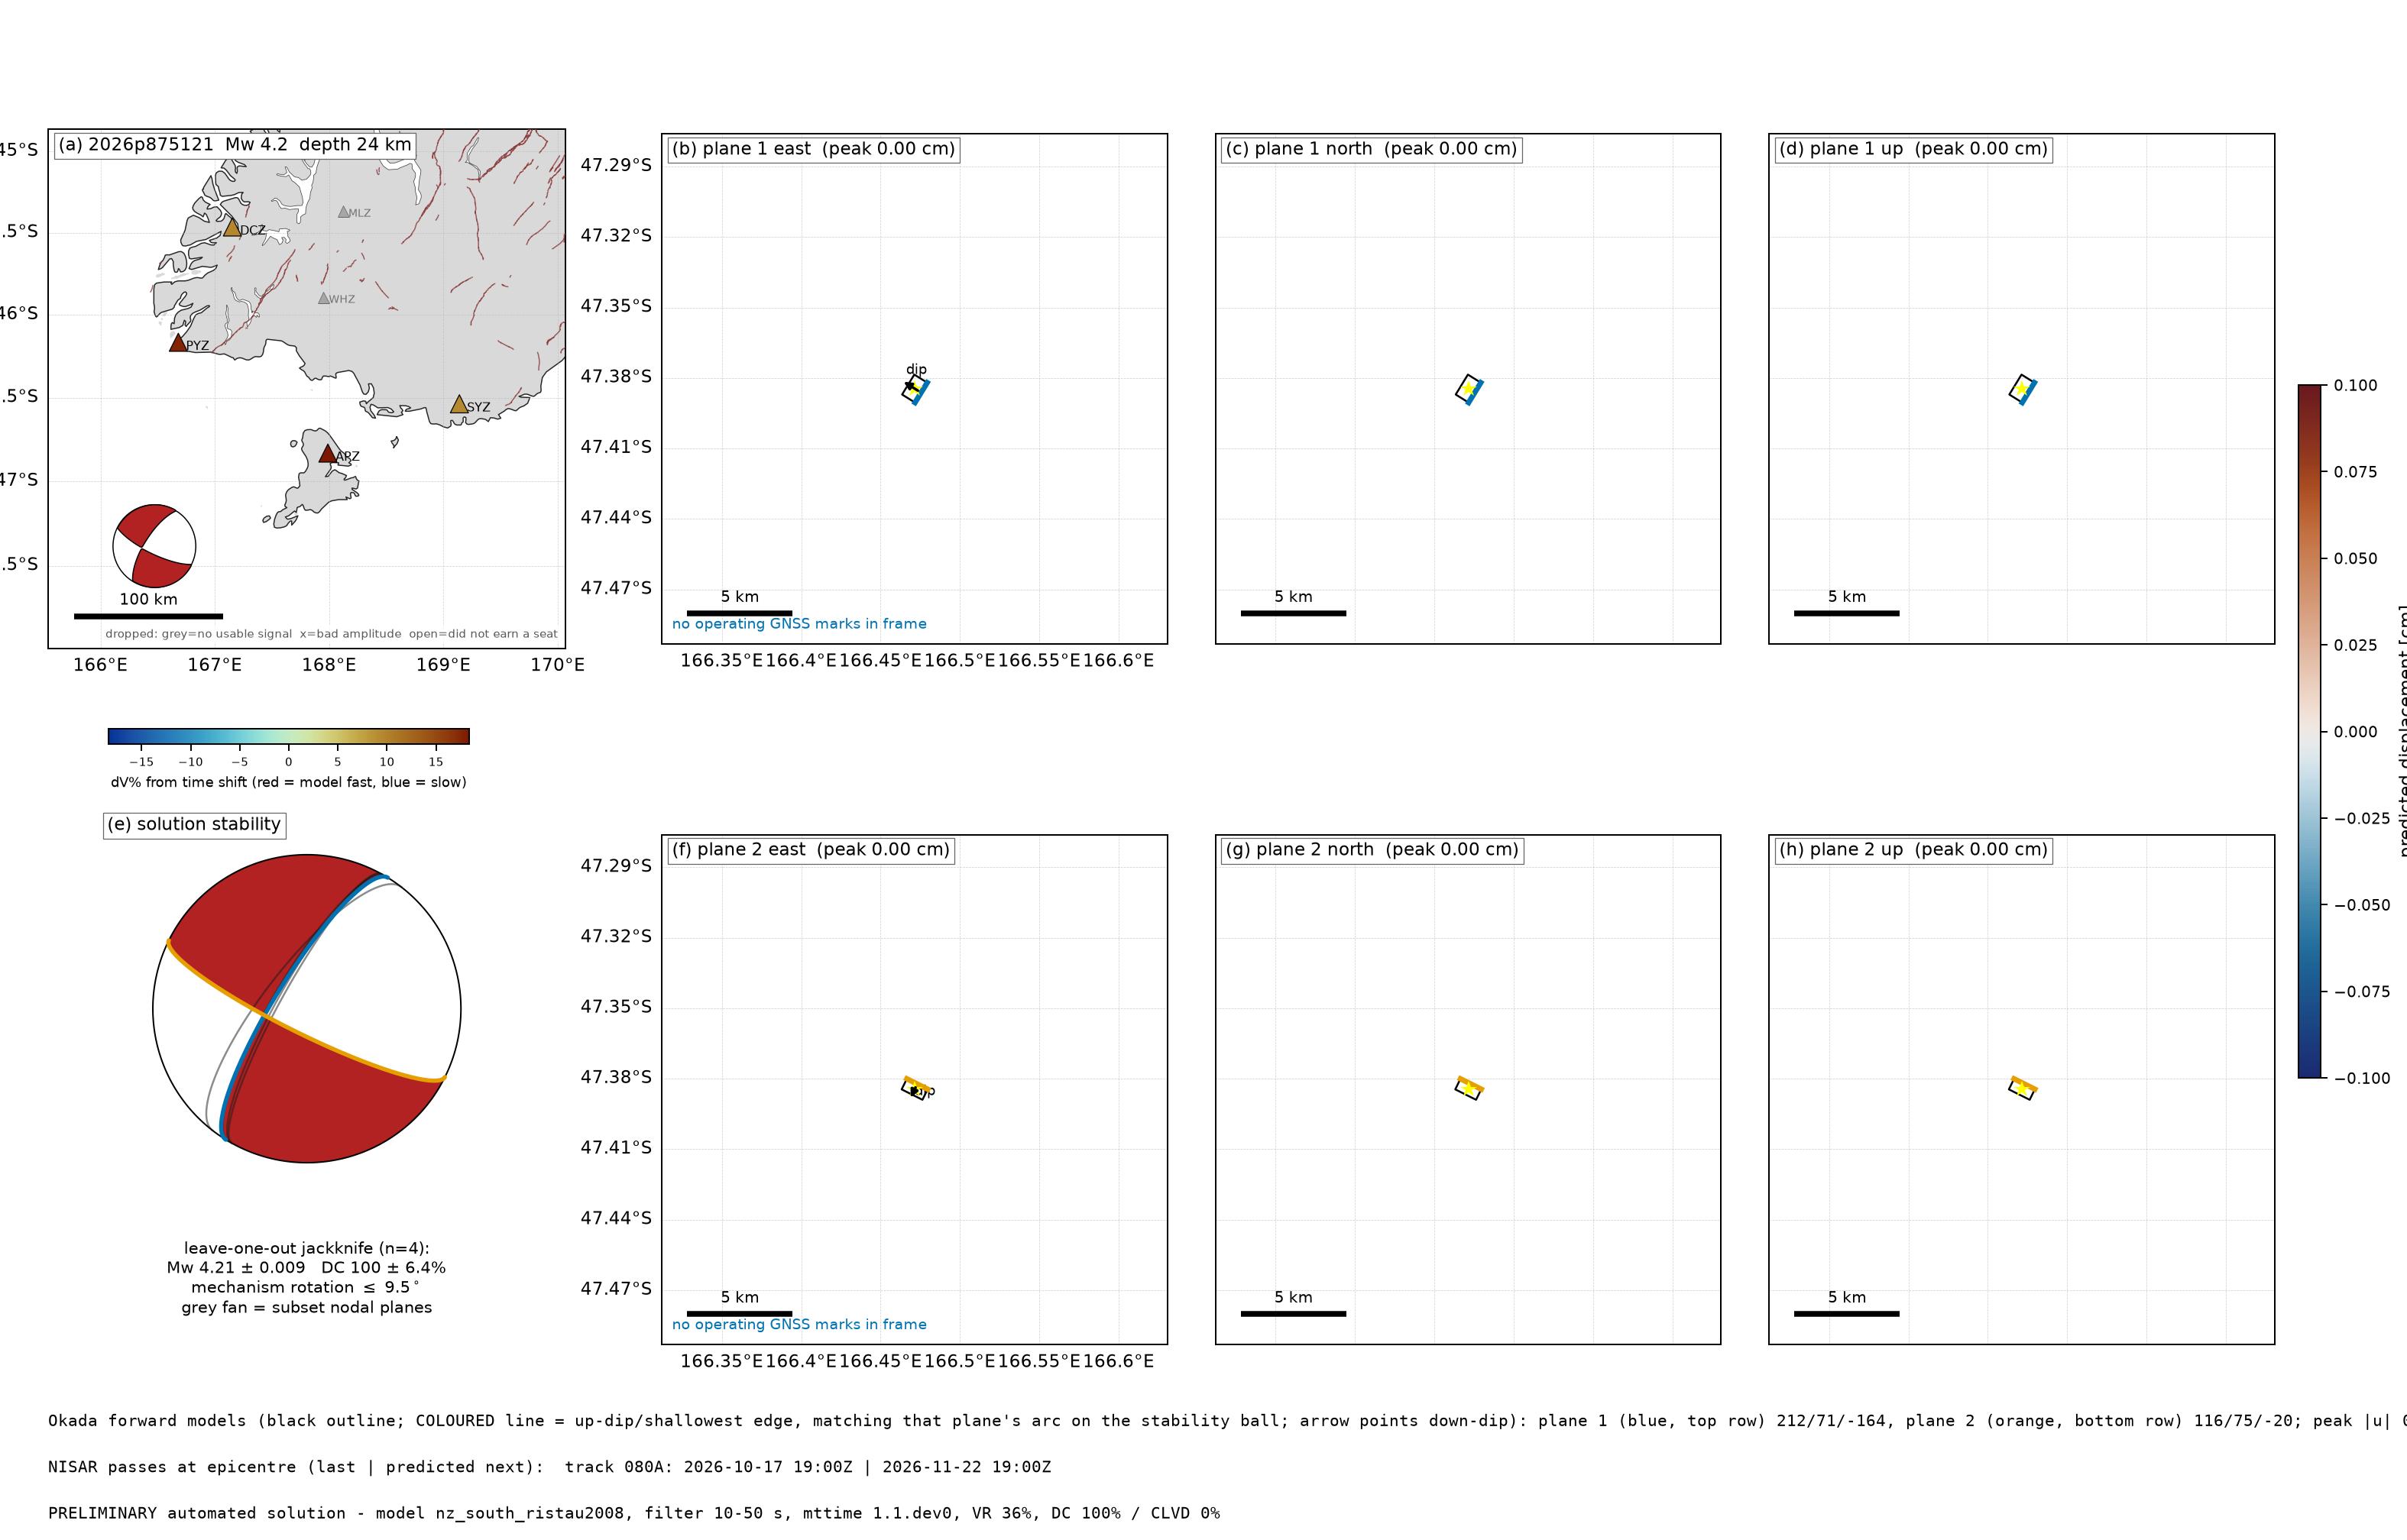 (a) 2026p875121  Mw 4.2  depth 24 km
45°S
.5°S
46°S
.5°S
47°S
.5°S
MLZ
DCZ
WHZ
PYZ
SYZ
APZ
100 km
dropped: grey=no usable signal  x=bad amplitude  open=did not earn a seat
166°E 167°E 168°E 169°E 170°E
(b) plane 1 east  (peak 0.00 cm)
47.29°S
47.32°S
47.35°S
47.38°S
47.41°S
47.44°S
47.47°S
dip
5 km
no operating GNSS marks in frame
166.35°E 166.4°E 166.45°E 166.5°E 166.55°E 166.6°E
(c) plane 1 north  (peak 0.00 cm)
5 km
(d) plane 1 up  (peak 0.00 cm)
5 km
0.100
0.075
0.050
0.025
0.000
−0.025
−0.050
−0.075
−0.100
predicted displacement [cm]
−15 −10 −5 0 5 10 15
dV% from time shift (red = model fast, blue = slow)
(e) solution stability
leave-one-out jackknife (n=4):
Mw 4.21 ± 0.009   DC 100 ± 6.4%
mechanism rotation ≤ 9.5°
grey fan = subset nodal planes
(f) plane 2 east  (peak 0.00 cm)
47.29°S
47.32°S
47.35°S
47.38°S
47.41°S
47.44°S
47.47°S
5 km
no operating GNSS marks in frame
166.35°E 166.4°E 166.45°E 166.5°E 166.55°E 166.6°E
(g) plane 2 north  (peak 0.00 cm)
5 km
(h) plane 2 up  (peak 0.00 cm)
5 km
Okada forward models (black outline; COLOURED line = up-dip/shallowest edge, matching that plane's arc on the stability ball; arrow points down-dip): plane 1 (blue, top row) 212/71/-164, plane 2 (orange, bottom row) 116/75/-20; peak |u|
NISAR passes at epicentre (last | predicted next):  track 080A: 2026-10-17 19:00Z | 2026-11-22 19:00Z
PRELIMINARY automated solution - model nz_south_ristau2008, filter 10-50 s, mttime 1.1.dev0, VR 36%, DC 100% / CLVD 0%